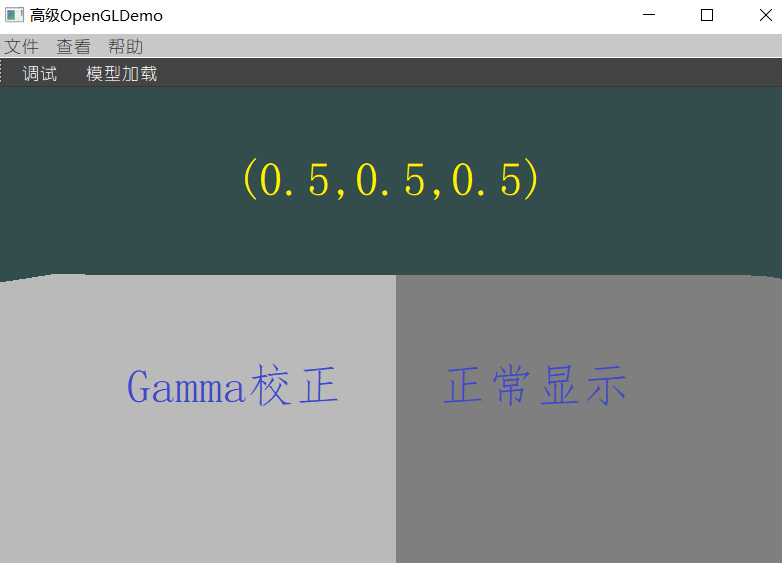 高级OpenGLDemo
文件 查看 帮助
调试 模型加载
(0.5,0.5,0.5)
Gamma校正 正常显示